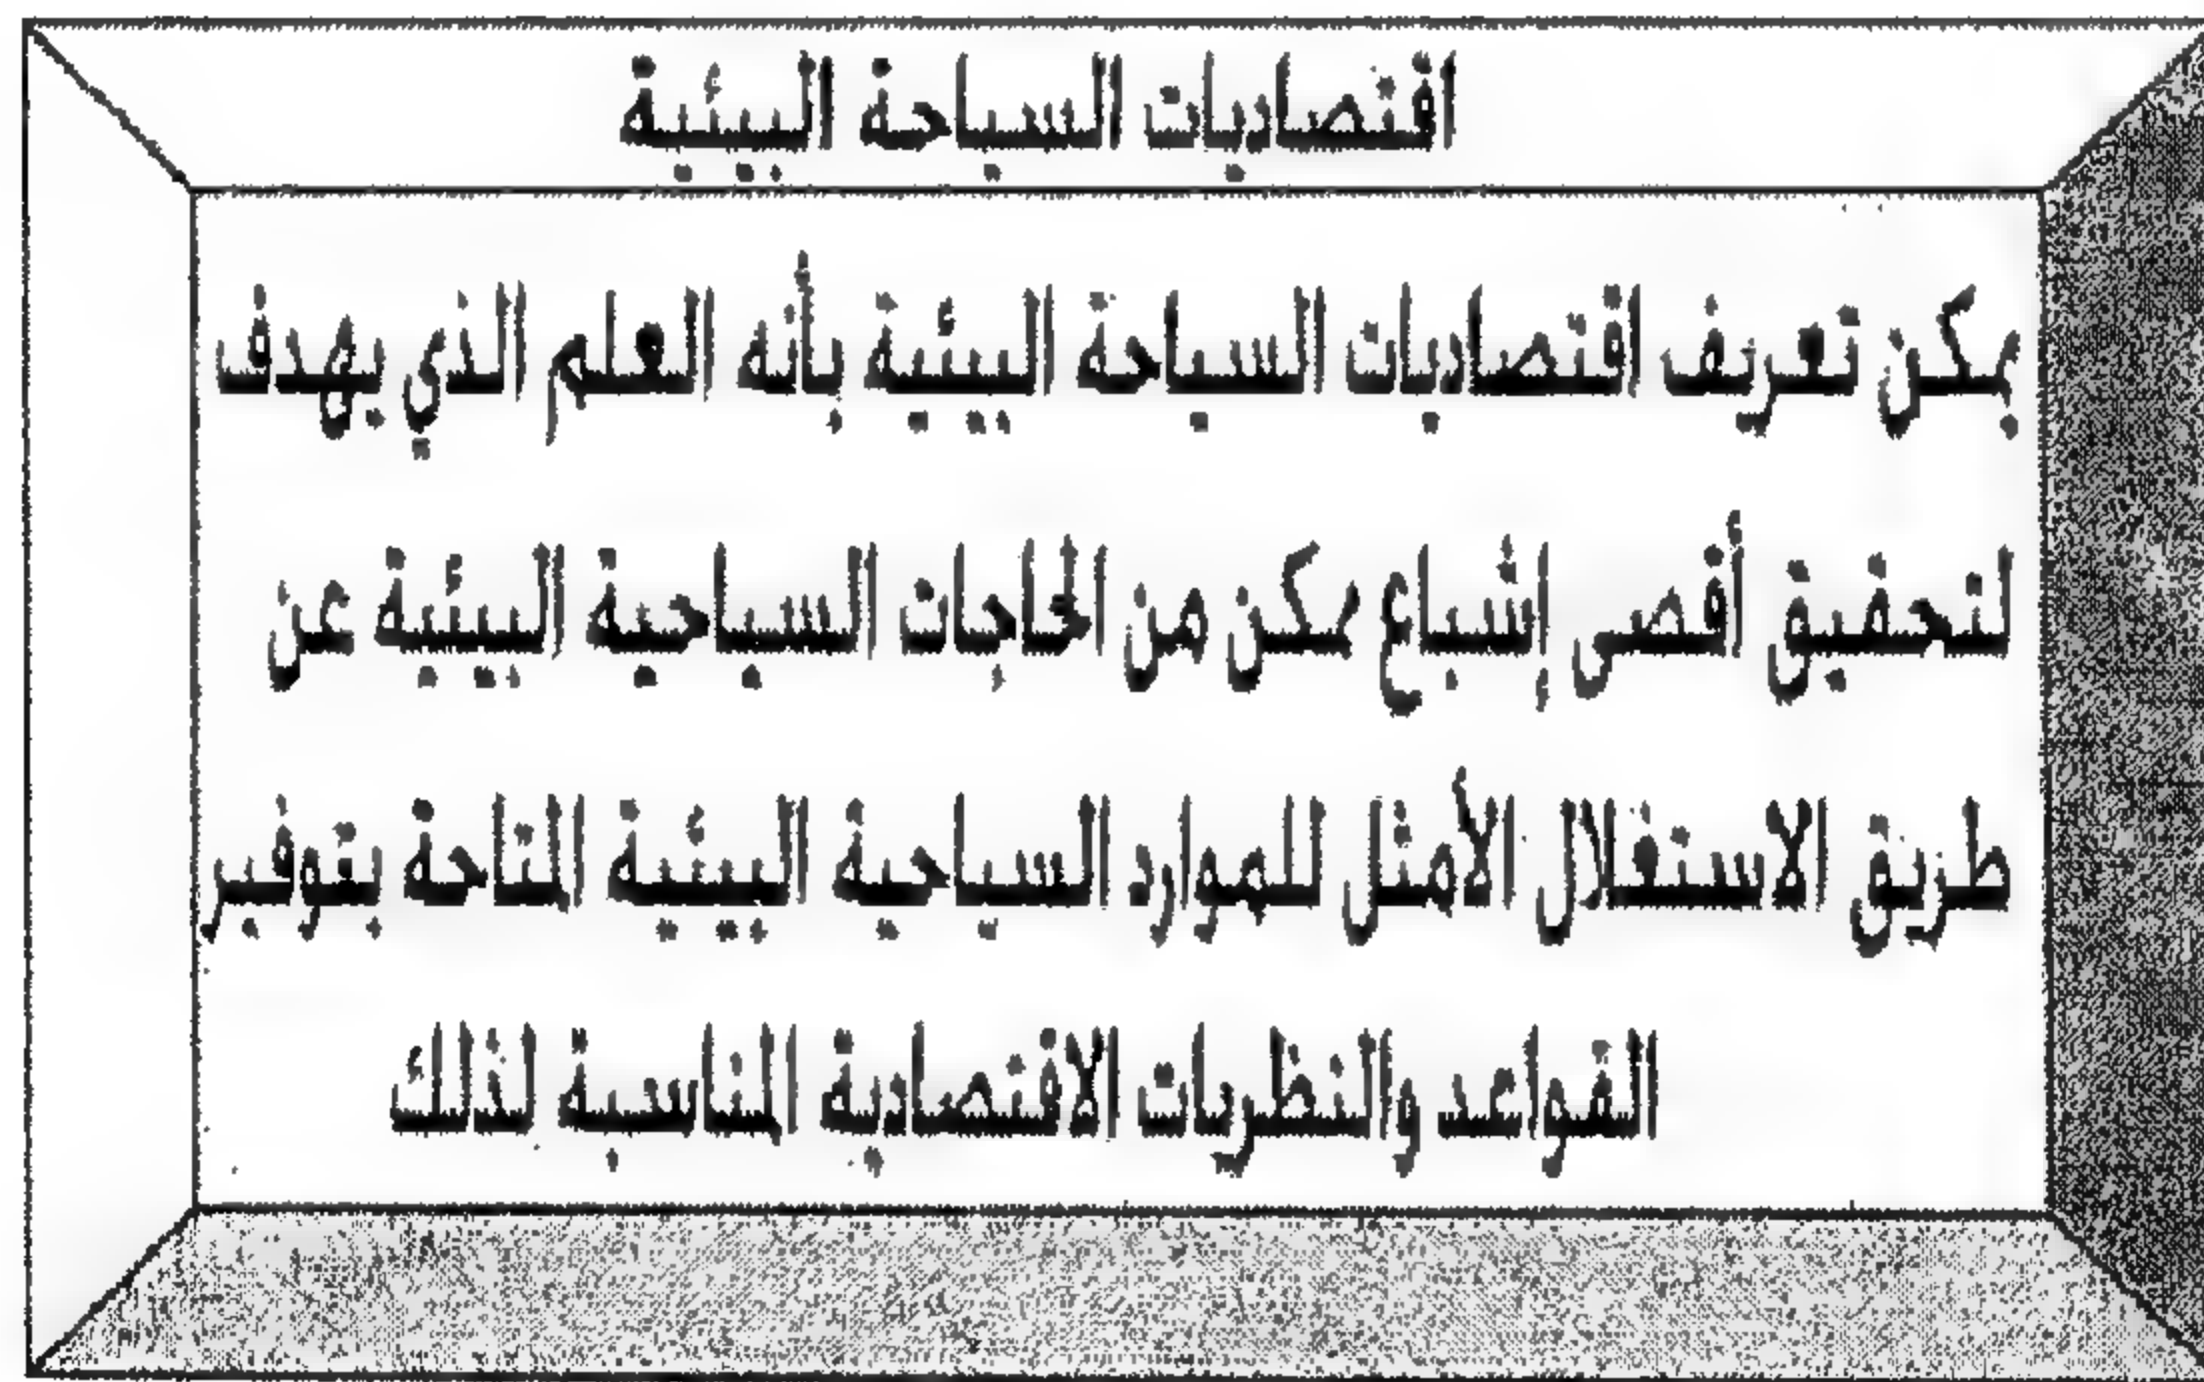 اقتصاديات السياحة البيئية
يمكن تعريف اقتصاديات السياحة البيئية بأنه العلم الذي يهدف
لتحقيق أقصى إشباع ممكن من الحاجات السياحية البيئية عن
طريق الاستغلال الأمثل للموارد السياحية البيئية المتاحة بتوفير
القواعد والنظريات الاقتصادية المناسبة لذلك